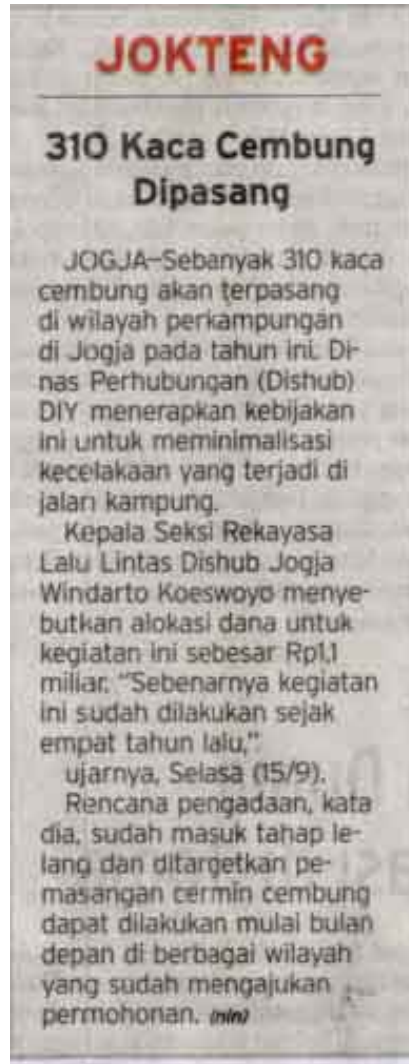 JOKTENG
310 Kaca Cembung
Dipasang
JOGJA—Sebanyak 310 kaca
cembung akan terpasang
di wilayah perkampungan
di Jogja pada tahun ini. Di-
nas Perhubungan (Dishub)
DIY menerapkan kebijakan
ini untuk meminimalisasi
kecelakaan yang terjadi di
jalan kampung.
Kepala Seksi Rekayasa
Lalu Lintas Dishub Jogja
Windarto Koeswoyo menye-
butkan alokasi dana untuk
kegiatan ini sebesar Rp1,1
miliar. "Sebenarnya kegiatan
ini sudah dilakukan sejak
empat tahun lalu,"
ujarnya, Selasa (15/9).
Rencana pengadaan, kata
dia, sudah masuk tahap le-
lang dan ditargetkan pe-
masangan cermin cembung
dapat dilakukan mulai bulan
depan di berbagai wilayah
yang sudah mengajukan
permohonan. (nin)